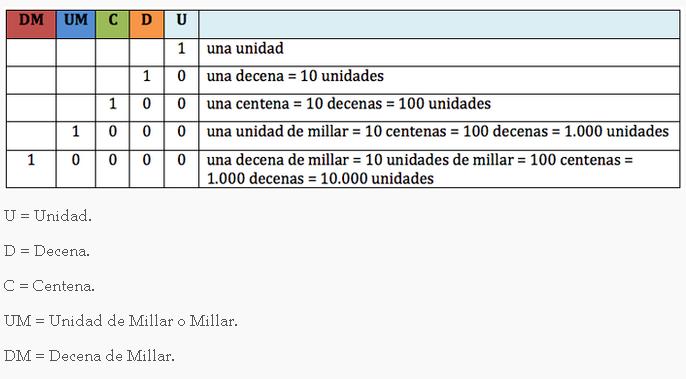 DM UM C D U
1 una unidad
1 0 una decena = 10 unidades
1 0 0 una centena = 10 decenas = 100 unidades
1 0 0 0 una unidad de millar = 10 centenas = 100 decenas = 1.000 unidades
1 0 0 0 0 una decena de millar = 10 unidades de millar = 100 centenas =
1.000 decenas = 10.000 unidades
U = Unidad.
D = Decena.
C = Centena.
UM = Unidad de Millar o Millar.
DM = Decena de Millar.